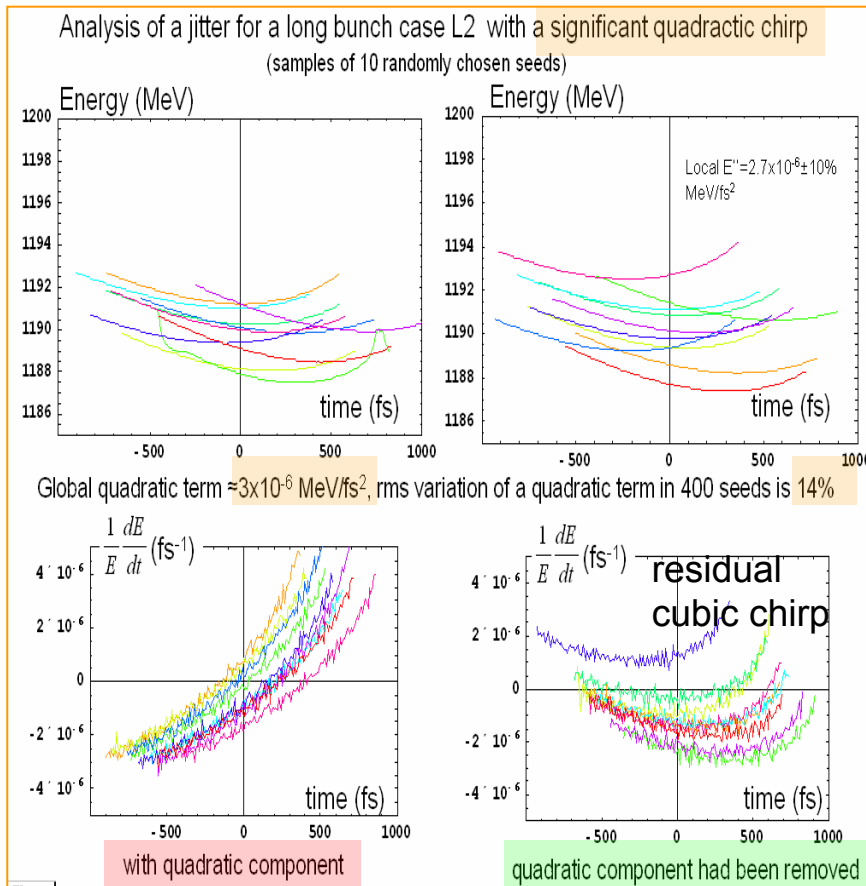 Analysis of a jitter for a long bunch case L2 with a significant quadractic chirp
(samples of 10 randomly chosen seeds)
Energy (MeV)
1200
1198
1196
1194
1192
1190
1188
1186
time (fs)
-500
0
500
1000
Energy (MeV)
1200
1198
1196
1194
1192
1190
1188
1186
Local E''=2.7x10⁻⁶±10%
MeV/fs²
time (fs)
-500
0
500
1000
Global quadratic term ≈3x10⁻⁶ MeV/fs², rms variation of a quadratic term in 400 seeds is 14%
1/E dE/dt (fs⁻¹)
4´10⁻⁶
2´10⁻⁶
0
-2´10⁻⁶
-4´10⁻⁶
time (fs)
-500
0
500
1000
with quadratic component
1/E dE/dt (fs⁻¹)
residual
cubic chirp
4´10⁻⁶
2´10⁻⁶
0
-2´10⁻⁶
-4´10⁻⁶
time (fs)
-500
0
500
1000
quadratic component had been removed